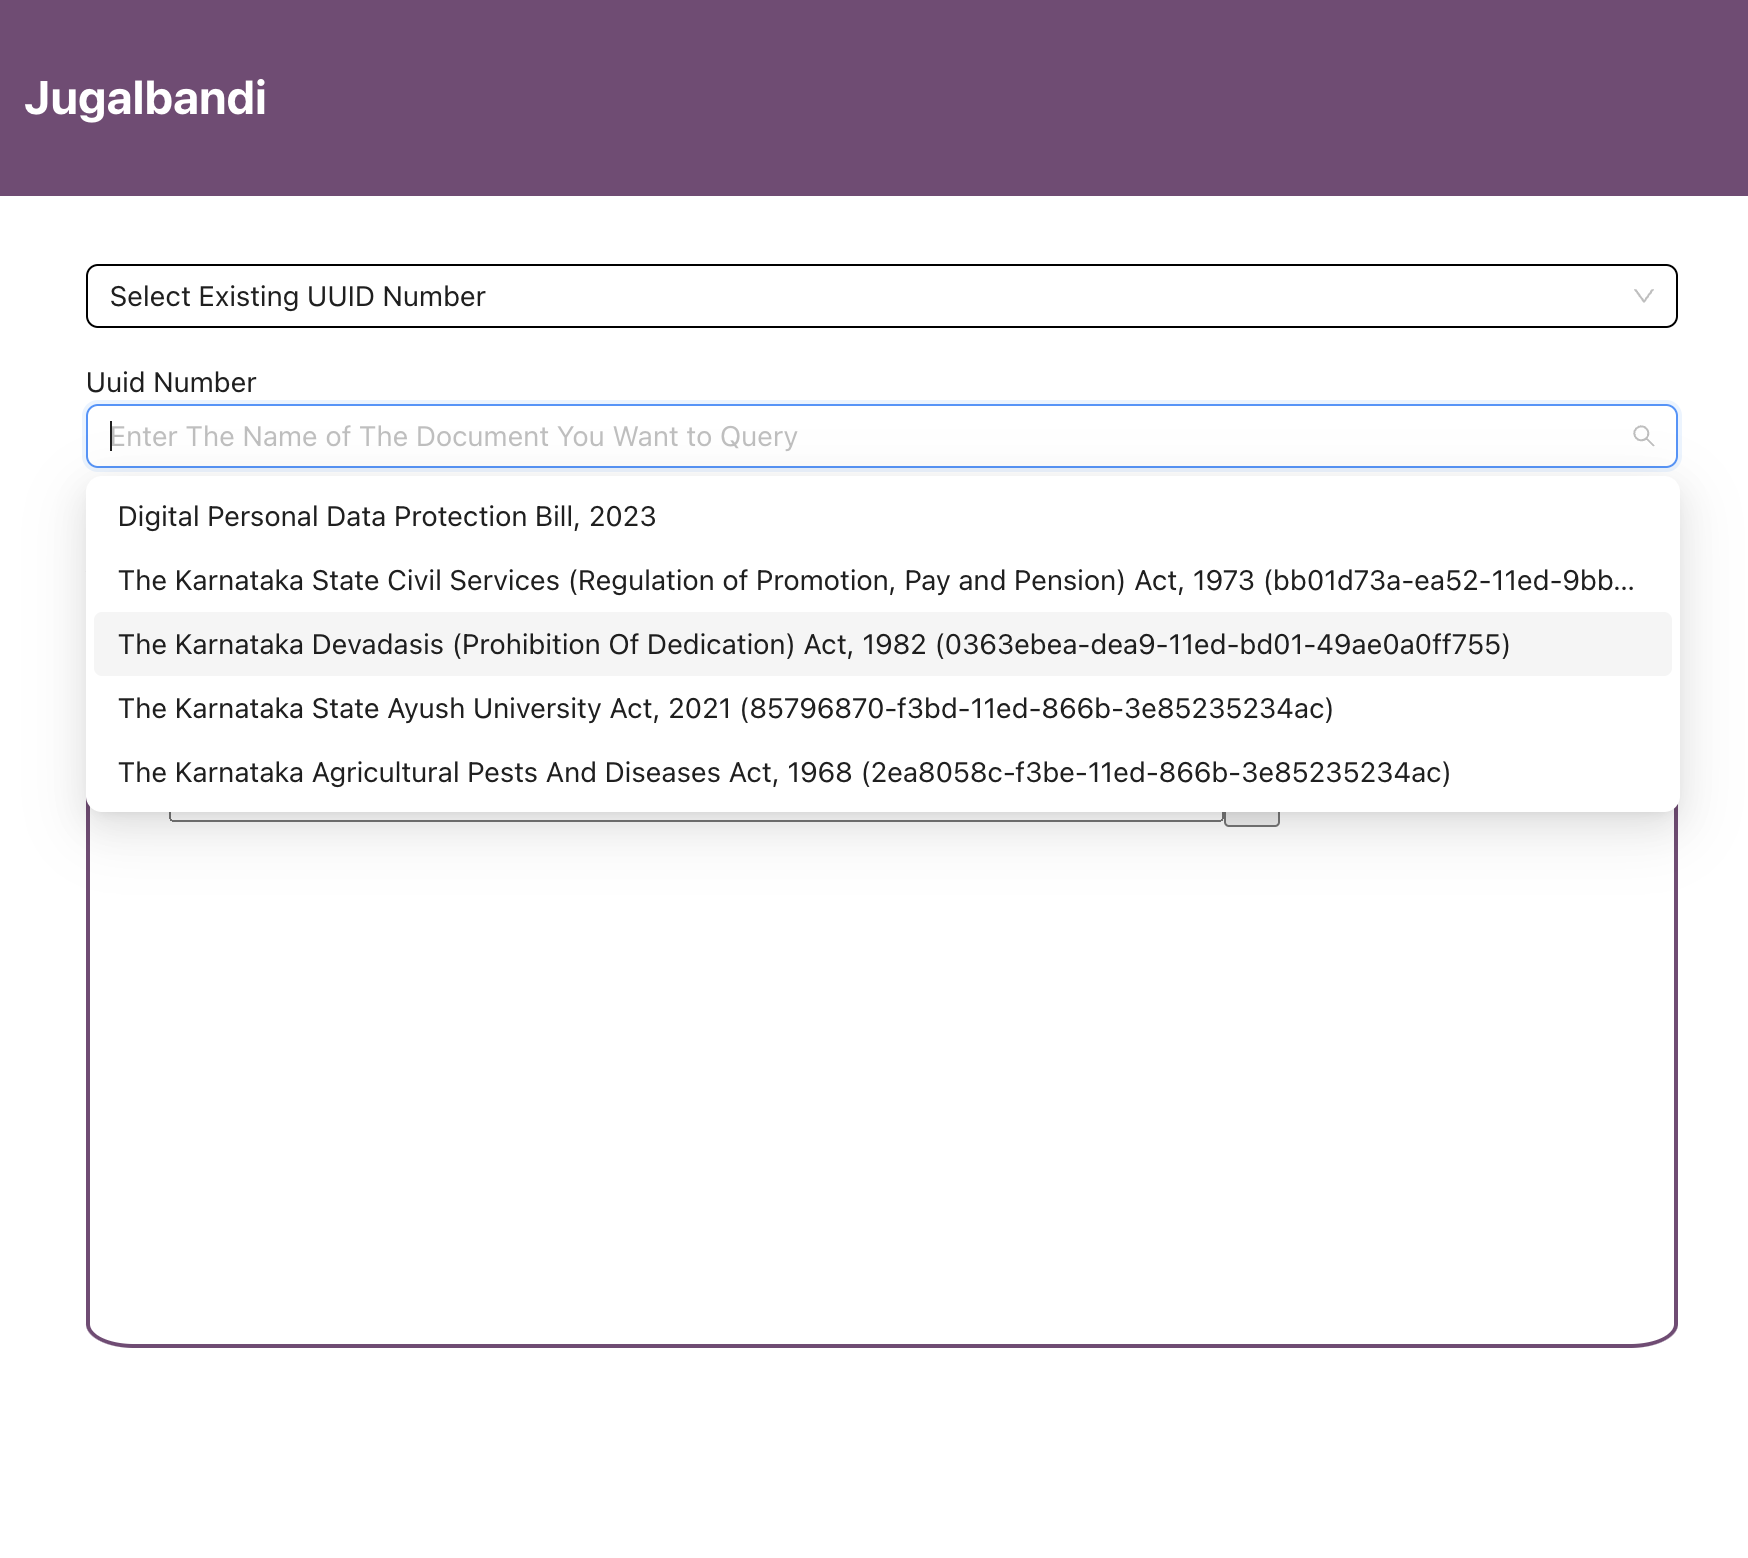 Jugalbandi
Select Existing UUID Number
Uuid Number
Enter The Name of The Document You Want to Query
Digital Personal Data Protection Bill, 2023
The Karnataka State Civil Services (Regulation of Promotion, Pay and Pension) Act, 1973 (bb01d73a-ea52-11ed-9bb...
The Karnataka Devadasis (Prohibition Of Dedication) Act, 1982 (0363ebea-dea9-11ed-bd01-49ae0a0ff755)
The Karnataka State Ayush University Act, 2021 (85796870-f3bd-11ed-866b-3e85235234ac)
The Karnataka Agricultural Pests And Diseases Act, 1968 (2ea8058c-f3be-11ed-866b-3e85235234ac)